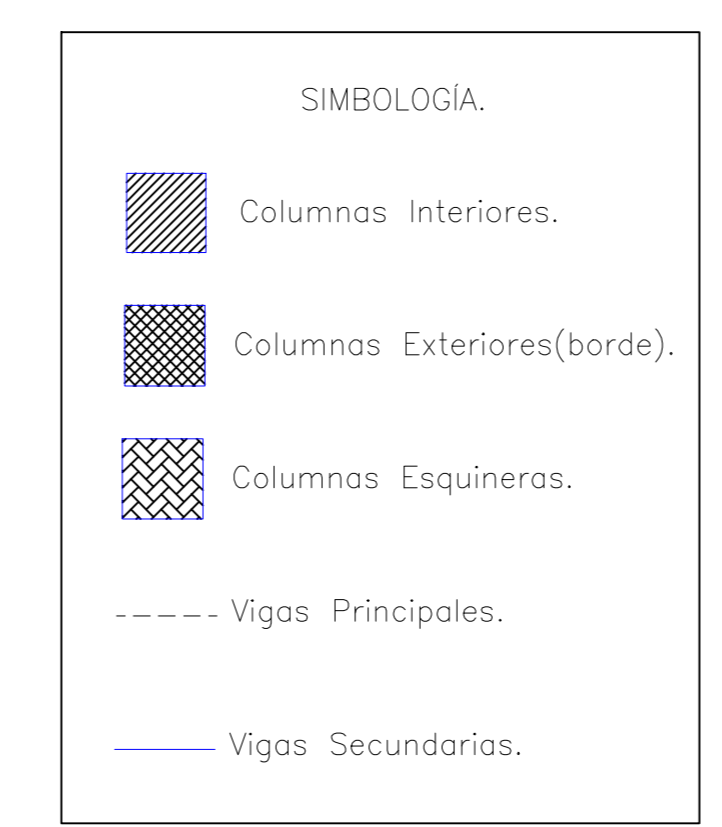 SIMBOLOGÍA.
Columnas Interiores.
Columnas Exteriores(borde).
Columnas Esquineras.
Vigas Principales.
Vigas Secundarias.